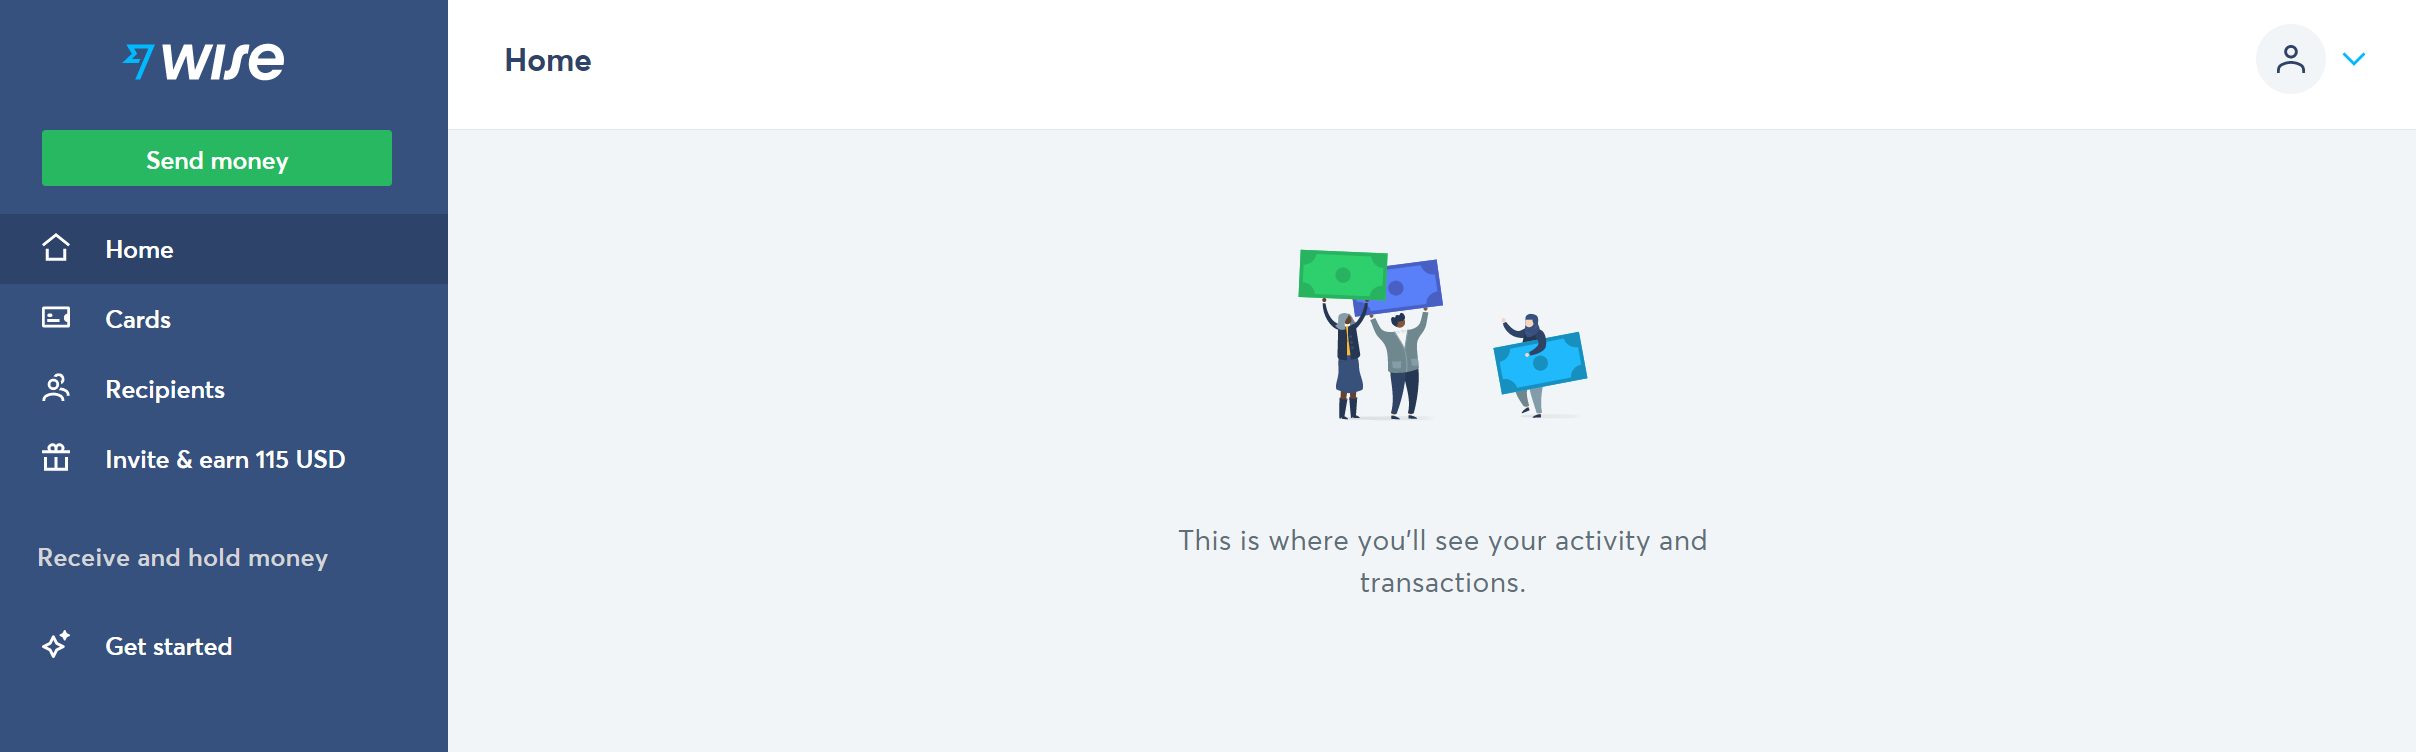 wise
Send money
Home
Cards
Recipients
Invite & earn 115 USD
Receive and hold money
Get started
Home
This is where you'll see your activity and
transactions.